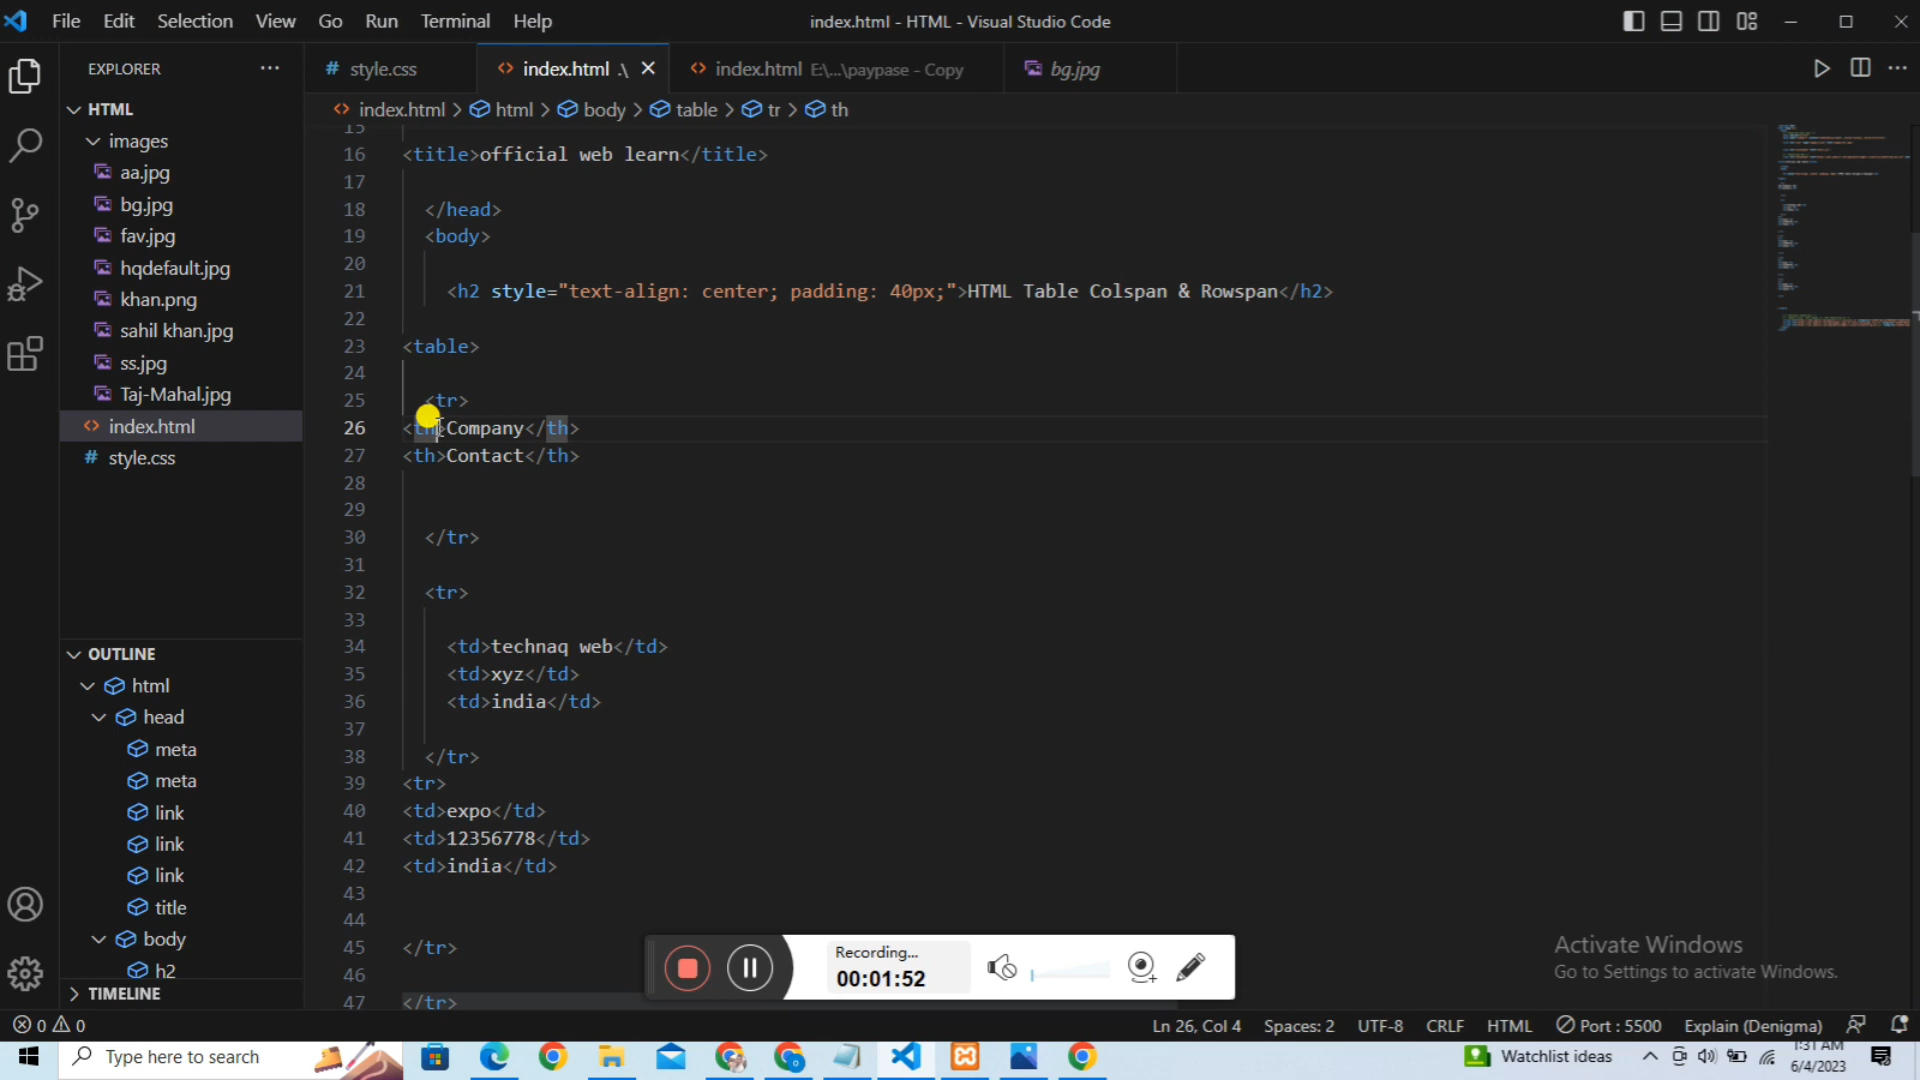 File Edit Selection View Go Run Terminal Help
index.html - HTML - Visual Studio Code
EXPLORER
# style.css
index.html .\
index.html E:\...\paypase - Copy
bg.jpg
HTML
index.html > html > body > table > tr > th
images
aa.jpg
bg.jpg
fav.jpg
hqdefault.jpg
khan.png
sahil khan.jpg
ss.jpg
Taj-Mahal.jpg
index.html
# style.css
OUTLINE
html
head
meta
meta
link
link
link
title
body
h2
TIMELINE
15
16 <title>official web learn</title>
17
18 </head>
19 <body>
20
21 <h2 style="text-align: center; padding: 40px;">HTML Table Colspan & Rowspan</h2>
22
23 <table>
24
25 <tr>
26 <th>Company</th>
27 <th>Contact</th>
28
29
30 </tr>
31
32 <tr>
33
34 <td>technaq web</td>
35 <td>xyz</td>
36 <td>india</td>
37
38 </tr>
39 <tr>
40 <td>expo</td>
41 <td>12356778</td>
42 <td>india</td>
43
44
45 </tr>
46
47 </tr>
Recording...
00:01:52
Activate Windows
Go to Settings to activate Windows.
0 0
Ln 26, Col 4 Spaces: 2 UTF-8 CRLF HTML Port : 5500 Explain (Denigma)
Type here to search
Watchlist ideas
1:31 AM
6/4/2023